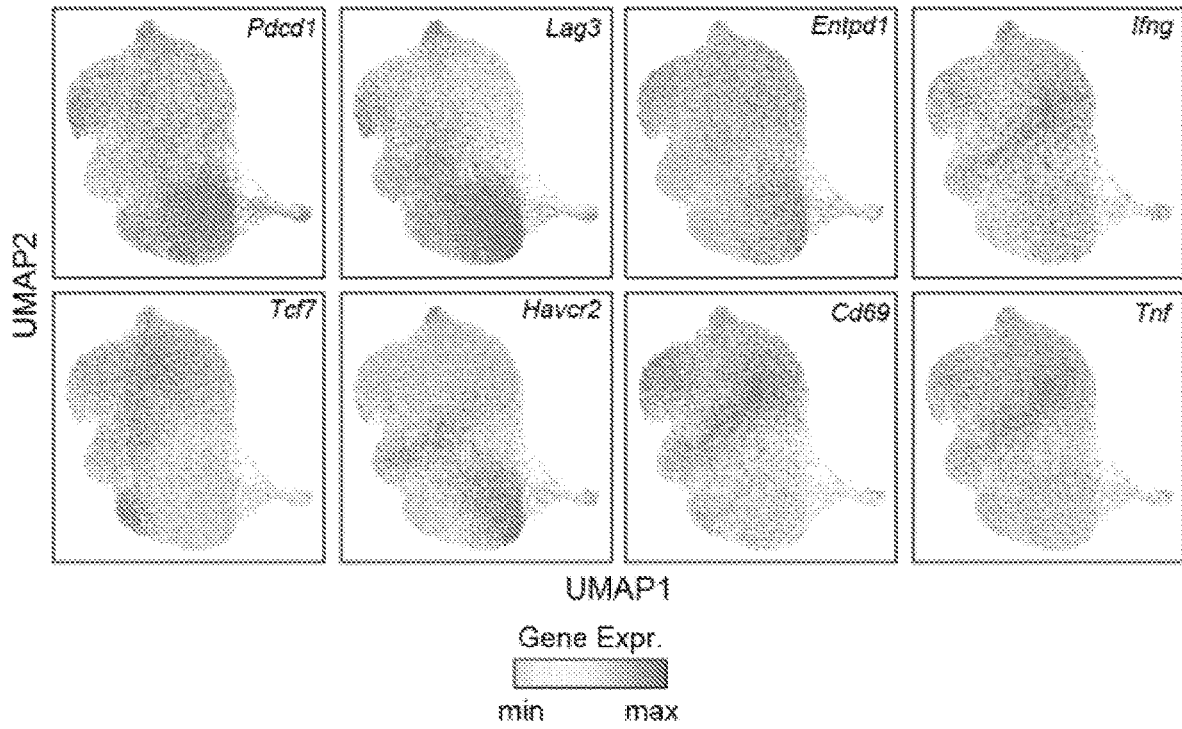 Pdcd1
Lag3
Entpd1
Ifng
UMAP2
Tcf7
Havcr2
Cd69
Tnf
UMAP1
Gene Expr.
min max